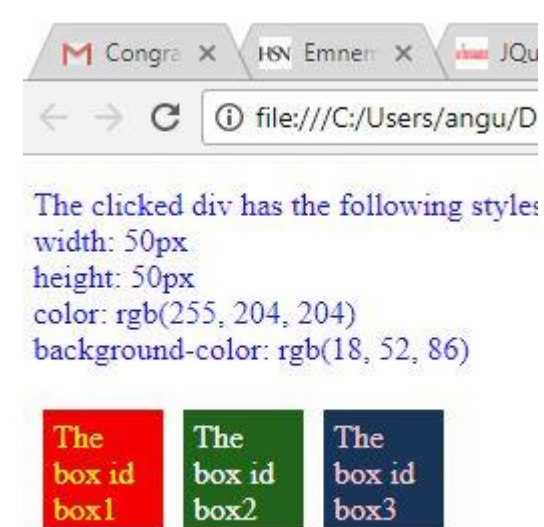 Congra
HSN Emnem
JQu
file:///C:/Users/angu/D
The clicked div has the following styles
width: 50px
height: 50px
color: rgb(255, 204, 204)
background-color: rgb(18, 52, 86)
The
box id
box1
The
box id
box2
The
box id
box3